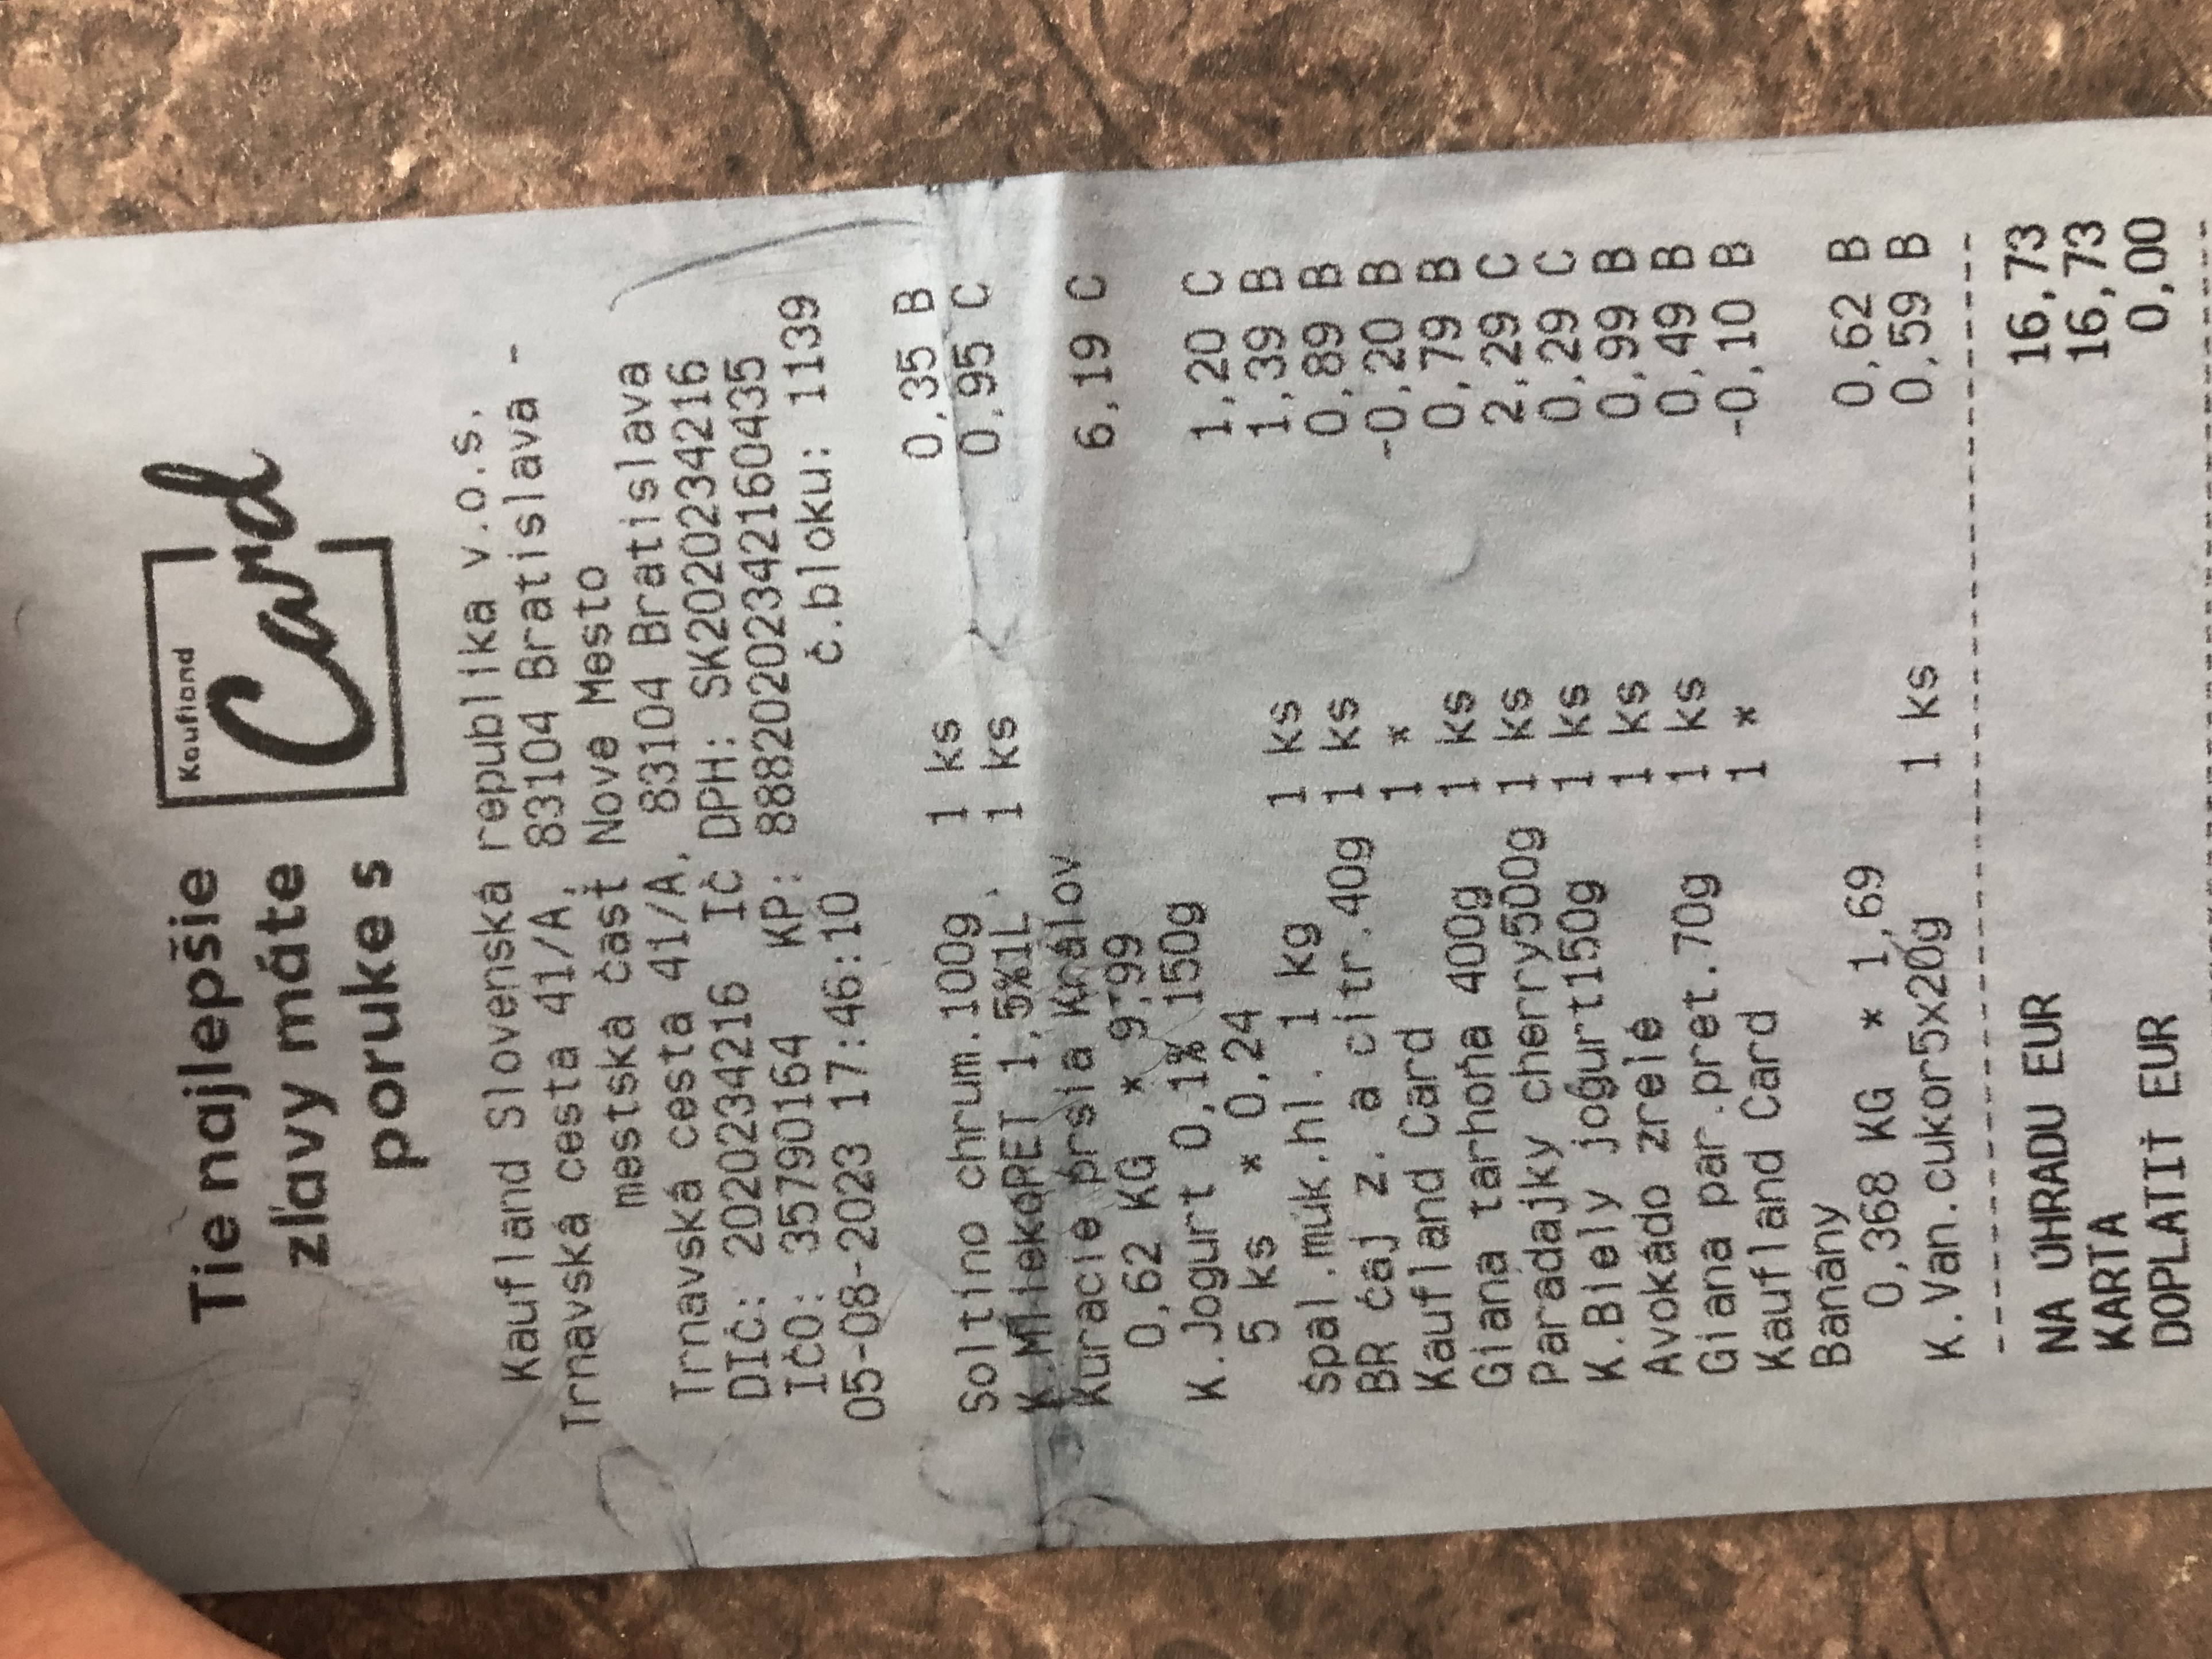 Tie najlepšie
zľavy máte
poruke s
Kaufland
Card
Kaufland Slovenská republika v.o.s.
Trnavská cesta 41/A, 83104 Bratislava -
mestská časť Nové Mesto
Trnavská cesta 41/A, 83104 Bratislava
DIČ: 2020234216 IČ DPH: SK2020234216
IČO: 35790164 KP: 88820202342160435
05-08-2023 17:46:10 č.bloku: 1139
Soltino chrum.100g 1 ks 0,35 B
K.MliekoPET 1,5%1L 1 ks 0,95 C
Kuracie prsia Králov
0,62 KG * 9,99 6,19 C
K.Jogurt 0,1% 150g
5 ks * 0,24 1,20 C
Špal.múk.hl. 1 kg 1 ks 1,39 B
BR čaj z. a citr.40g 1 ks 0,89 B
Kaufland Card 1 * -0,20 B
Giana tarhoňa 400g 1 ks 0,79 B
Paradajky cherry500g 1 ks 2,29 C
K.Biely jogurt150g 1 ks 0,29 C
Avokádo zrelé 1 ks 0,99 B
Giana par.pret.70g 1 ks 0,49 B
Kaufland Card 1 * -0,10 B
Banány
0,368 KG * 1,69 0,62 B
K.Van.cukor5x20g 1 ks 0,59 B
NA ÚHRADU EUR 16,73
KARTA 16,73
DOPLATIŤ EUR 0,00